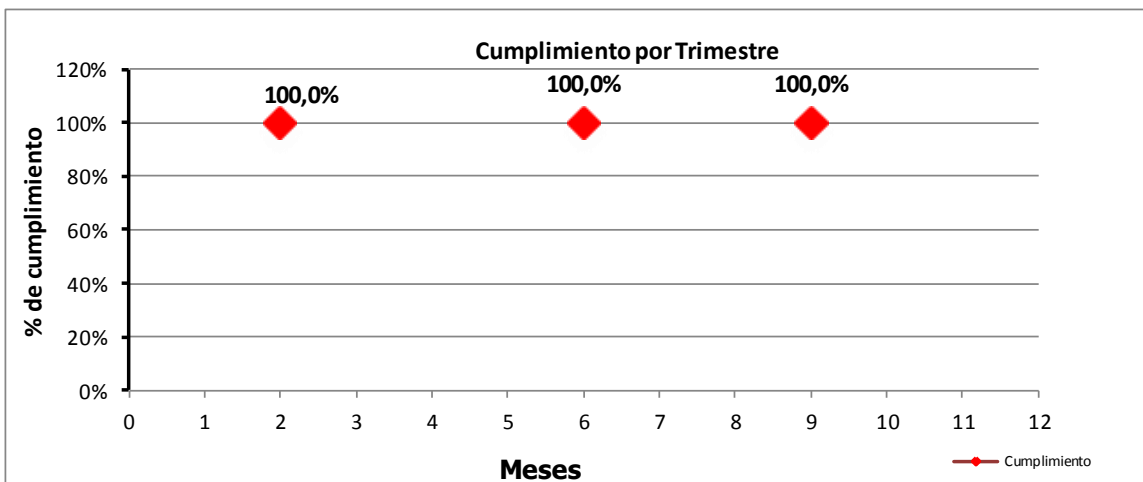 Cumplimiento por Trimestre
120%
100,0%
100,0%
100,0%
100%
80%
60%
40%
20%
0%
% de cumplimiento
0 1 2 3 4 5 6 7 8 9 10 11 12
Meses
Cumplimiento